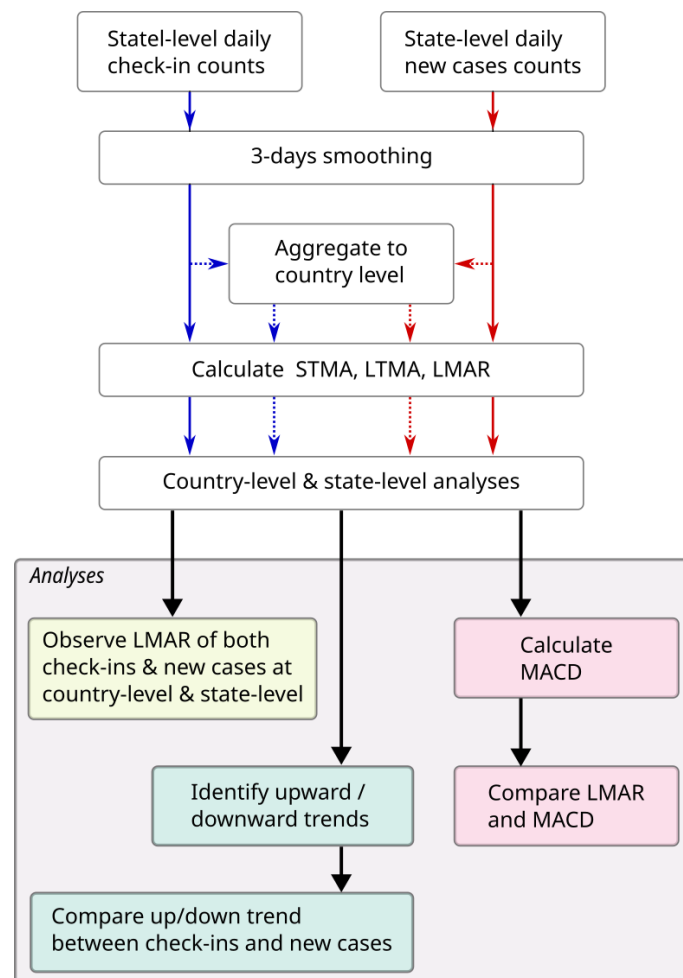 Statel-level daily
check-in counts
State-level daily
new cases counts
3-days smoothing
Aggregate to
country level
Calculate  STMA, LTMA, LMAR
Country-level & state-level analyses
Analyses
Observe LMAR of both
check-ins & new cases at
country-level & state-level
Calculate
MACD
Identify upward /
downward trends
Compare LMAR
and MACD
Compare up/down trend
between check-ins and new cases